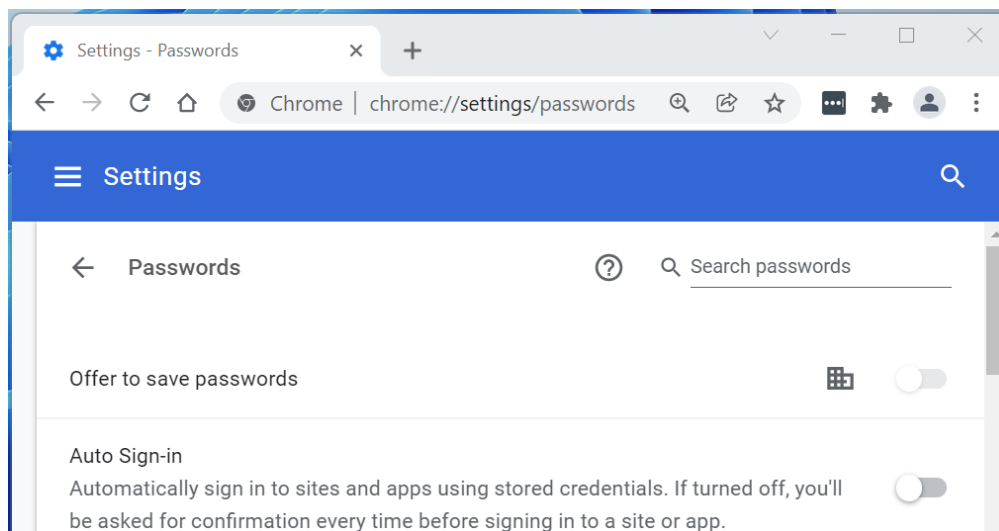 Settings - Passwords
Chrome | chrome://settings/passwords
Settings
Passwords
Search passwords
Offer to save passwords
Auto Sign-in
Automatically sign in to sites and apps using stored credentials. If turned off, you'll
be asked for confirmation every time before signing in to a site or app.